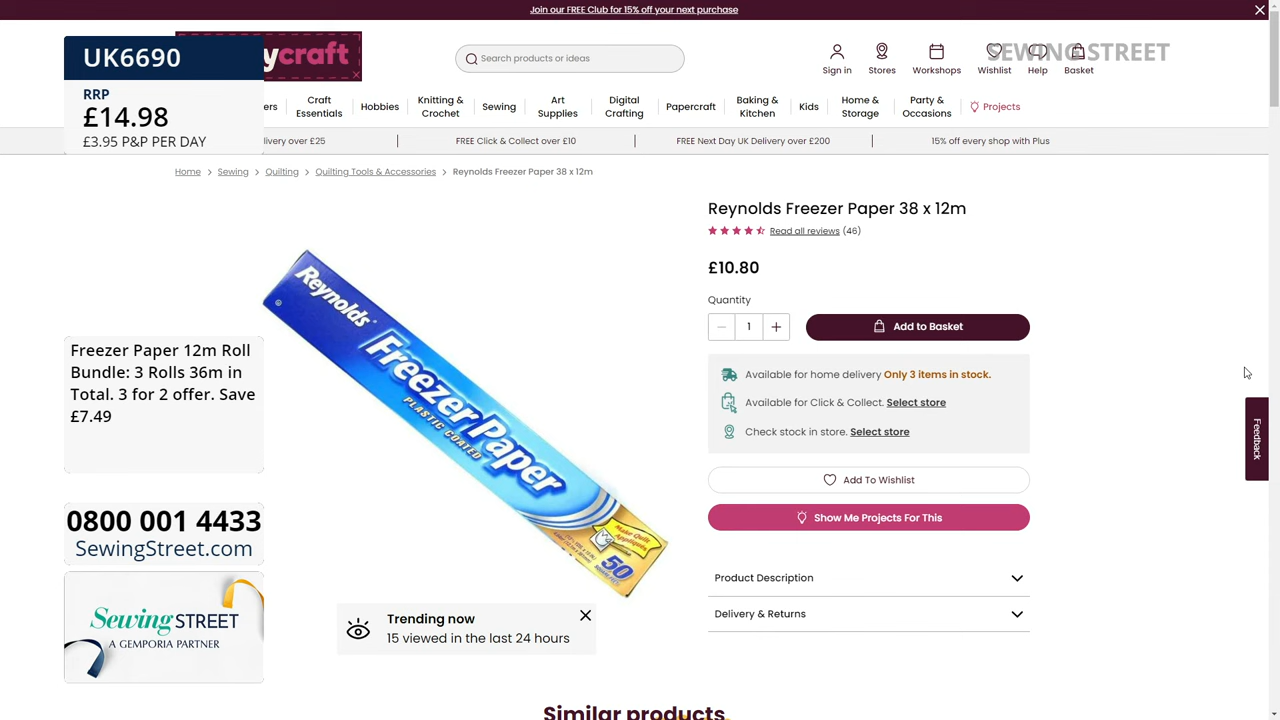 Join our FREE Club for 15% off your next purchase
UK6690
RRP
£14.98
£3.95 P&P PER DAY
ycraft
Search products or ideas
SEWING STREET
Sign in
Stores
Workshops
Wishlist
Help
Basket
ers
Craft Essentials
Hobbies
Knitting & Crochet
Sewing
Art Supplies
Digital Crafting
Papercraft
Baking & Kitchen
Kids
Home & Storage
Party & Occasions
Projects
livery over £25
FREE Click & Collect over £10
FREE Next Day UK Delivery over £200
15% off every shop with Plus
Home > Sewing > Quilting > Quilting Tools & Accessories > Reynolds Freezer Paper 38 x 12m
Reynolds Freezer Paper 38 x 12m
Read all reviews (46)
£10.80
Quantity
1
Add to Basket
Available for home delivery Only 3 items in stock.
Available for Click & Collect. Select store
Check stock in store. Select store
Add To Wishlist
Show Me Projects For This
Product Description
Delivery & Returns
Feedback
Reynolds
Freezer Paper
PLASTIC COATED
Make Quilt
Appliqués
50
Freezer Paper 12m Roll
Bundle: 3 Rolls 36m in
Total. 3 for 2 offer. Save
£7.49
0800 001 4433
SewingStreet.com
Sewing STREET
A GEMPORIA PARTNER
Trending now
15 viewed in the last 24 hours
Similar products